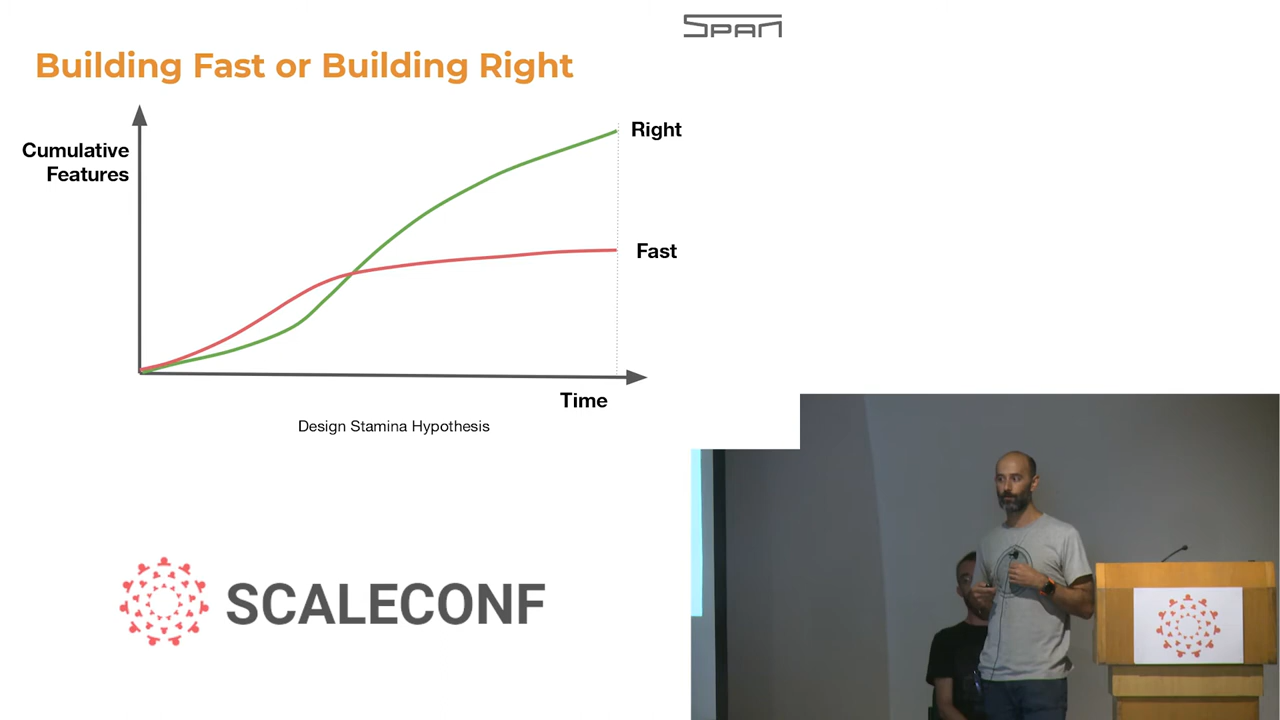 SPAN
Building Fast or Building Right
Cumulative
Features
Right
Fast
Time
Design Stamina Hypothesis
SCALECONF